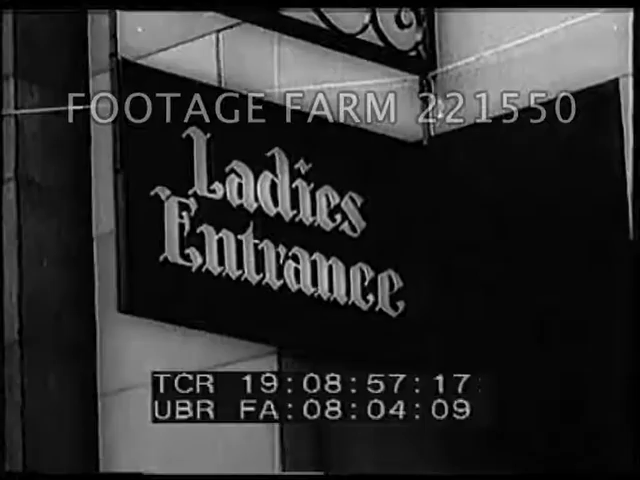 FOOTAGE FARM 221550
Ladies
Entrance
TCR 19:08:57:17
UBR FA:08:04:09